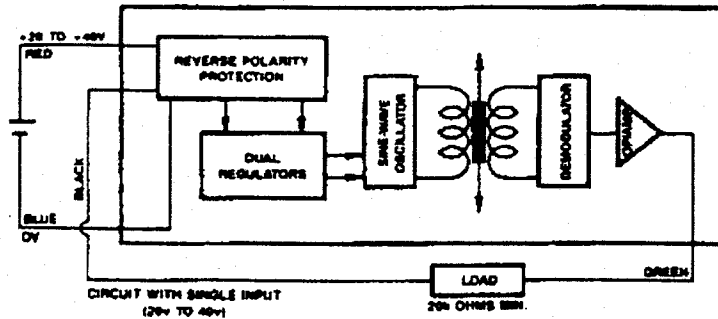 +20 TO +40V
RED
REVERSE POLARITY
PROTECTION
BLACK
DUAL
REGULATORS
SINE-WAVE
OSCILLATOR
DEMODULATOR
OPAMP
BLUE
0V
GREEN
LOAD
20k OHMS MIN.
CIRCUIT WITH SINGLE INPUT
(20v TO 40v)